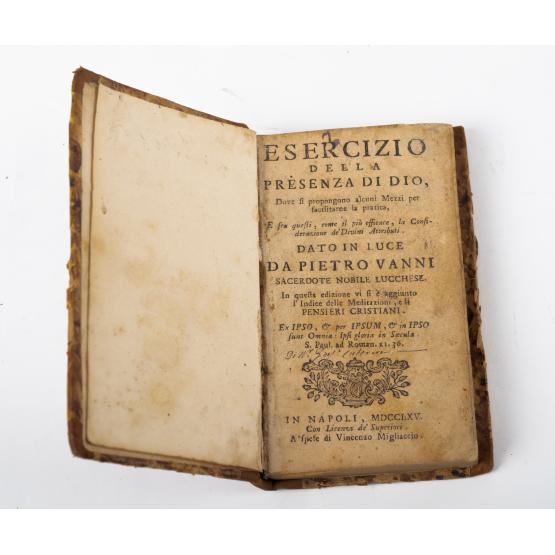 ESERCIZIO
DELLA
PRESENZA DI DIO,
Dove si propongono alcuni Mezzi per
facilitarne la pratica,
E fra questi, come il più efficace, la Consi-
derazione de' Divini Attributi.
DATO IN LUCE
DA PIETRO VANNI
SACERDOTE NOBILE LUCCHESE.
In questa edizione vi si è aggiunto
l'Indice delle Meditazioni, e li
PENSIERI CRISTIANI.
Ex IPSO, & per IPSUM, & in IPSO
sunt Omnia: Ipsi gloria in Sæcula.
S. Paul. ad Roman. 11. 36.
IN NAPOLI, MDCCLXV.
Con Licenza de' Superiori.
A spese di Vincenzo Migliaccio.